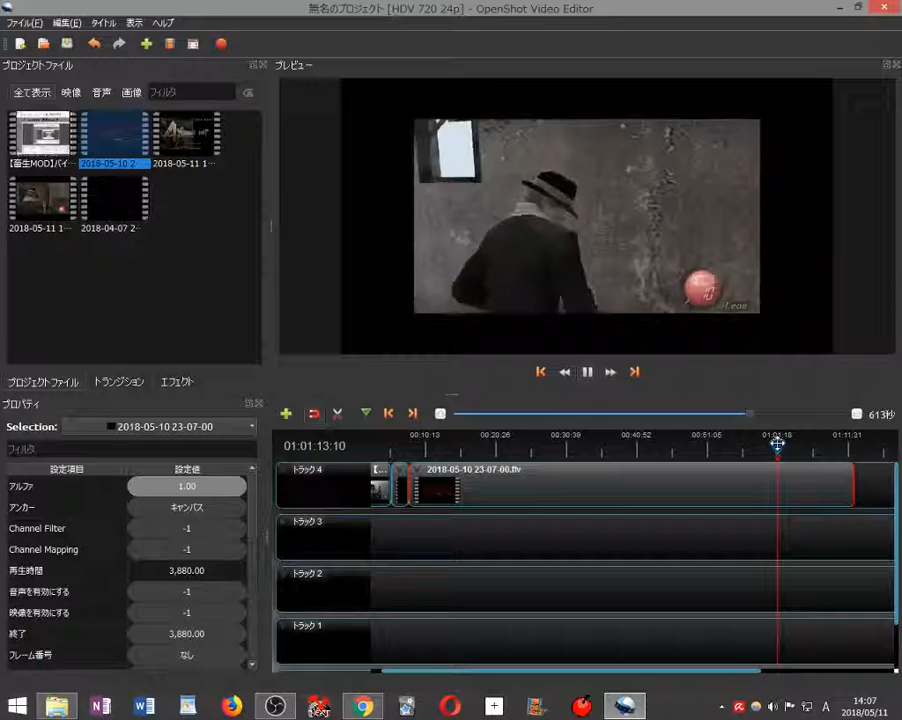 無名のプロジェクト [HDV 720 24p] - OpenShot Video Editor
ファイル(F) 編集(E) タイトル 表示 ヘルプ
プロジェクトファイル
プレビュー
全て表示 映像 音声 画像 フィルタ
【畜生MOD】バイ… 2018-05-10 2… 2018-05-11 1…
2018-05-11 1… 2018-04-07 2…
10
Leon
プロジェクトファイル トランジション エフェクト
プロパティ
Selection: 2018-05-10 23-07-00
フィルタ
設定項目 設定値
アルファ 1.00
アンカー キャンバス
Channel Filter -1
Channel Mapping -1
再生時間 3,880.00
音声を有効にする -1
映像を有効にする -1
終了 3,880.00
フレーム番号 なし
613秒
01:01:13:10
00:10:13 00:20:26 00:30:39 00:40:52 00:51:05 01:01:18 01:11:31
トラック 4
【...
2018-05-10 23-07-00.flv
トラック 3
トラック 2
トラック 1
A
14:07
2018/05/11